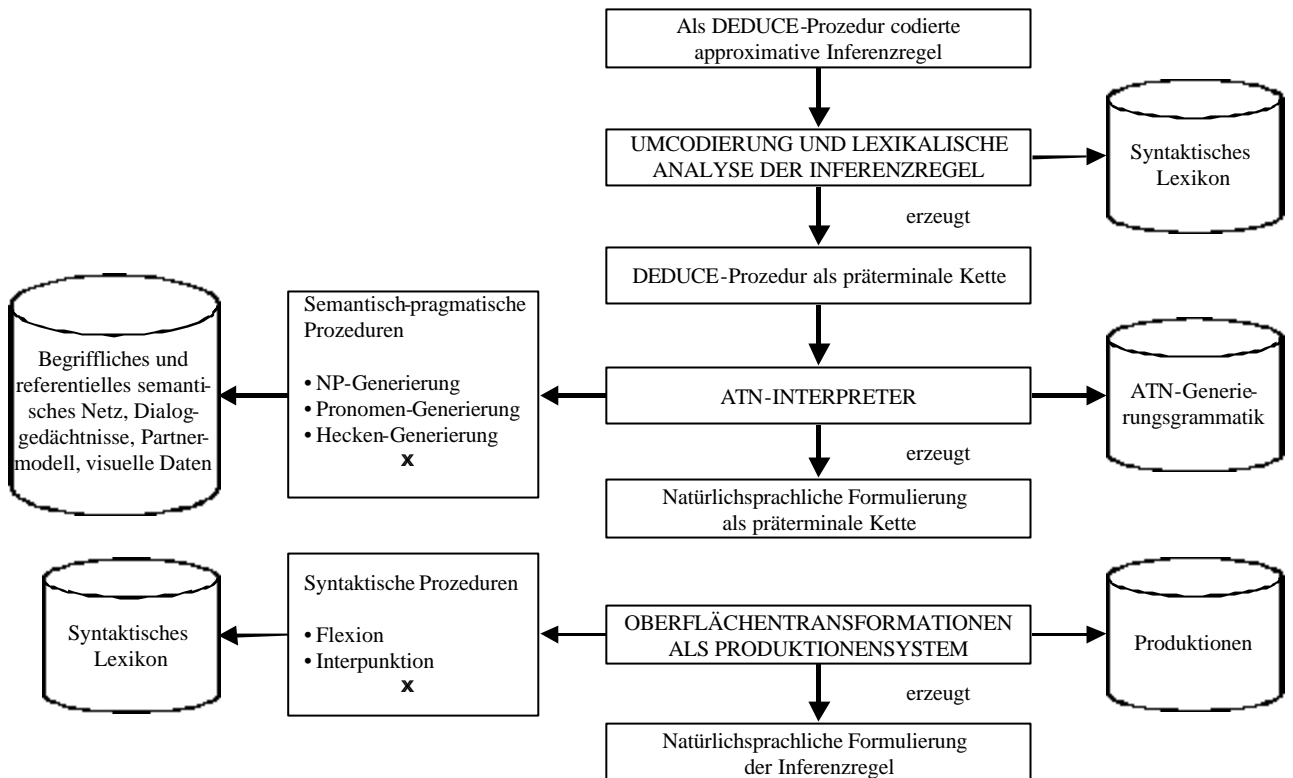 Als DEDUCE-Prozedur codierte
approximative Inferenzregel
UMCODIERUNG UND LEXIKALISCHE
ANALYSE DER INFERENZREGEL
Syntaktisches
Lexikon
erzeugt
DEDUCE-Prozedur als präterminale Kette
Begriffliches und
referentielles semanti-
sches Netz, Dialog-
gedächtnisse, Partner-
modell, visuelle Daten
Semantisch-pragmatische
Prozeduren
• NP-Generierung
• Pronomen-Generierung
• Hecken-Generierung
x
ATN-INTERPRETER
ATN-Generie-
rungsgrammatik
erzeugt
Natürlichsprachliche Formulierung
als präterminale Kette
Syntaktisches
Lexikon
Syntaktische Prozeduren
• Flexion
• Interpunktion
x
OBERFLÄCHENTRANSFORMATIONEN
ALS PRODUKTIONENSYSTEM
Produktionen
erzeugt
Natürlichsprachliche Formulierung
der Inferenzregel